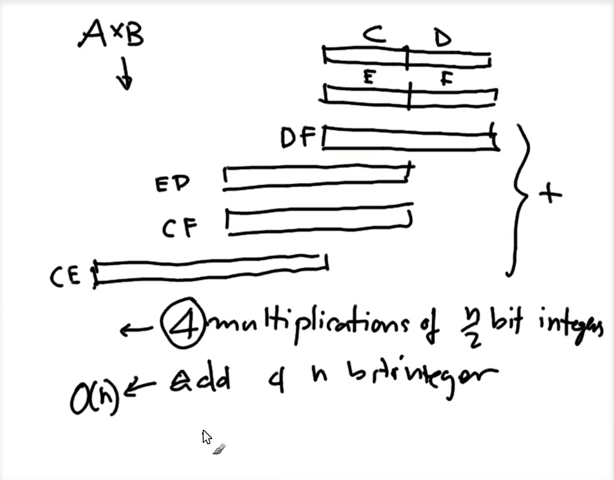 A×B
C D
E F
DF
ED
CF
+
CE
← 4 multiplications of n/2 bit integers
O(n) ← add 4 n bit integer